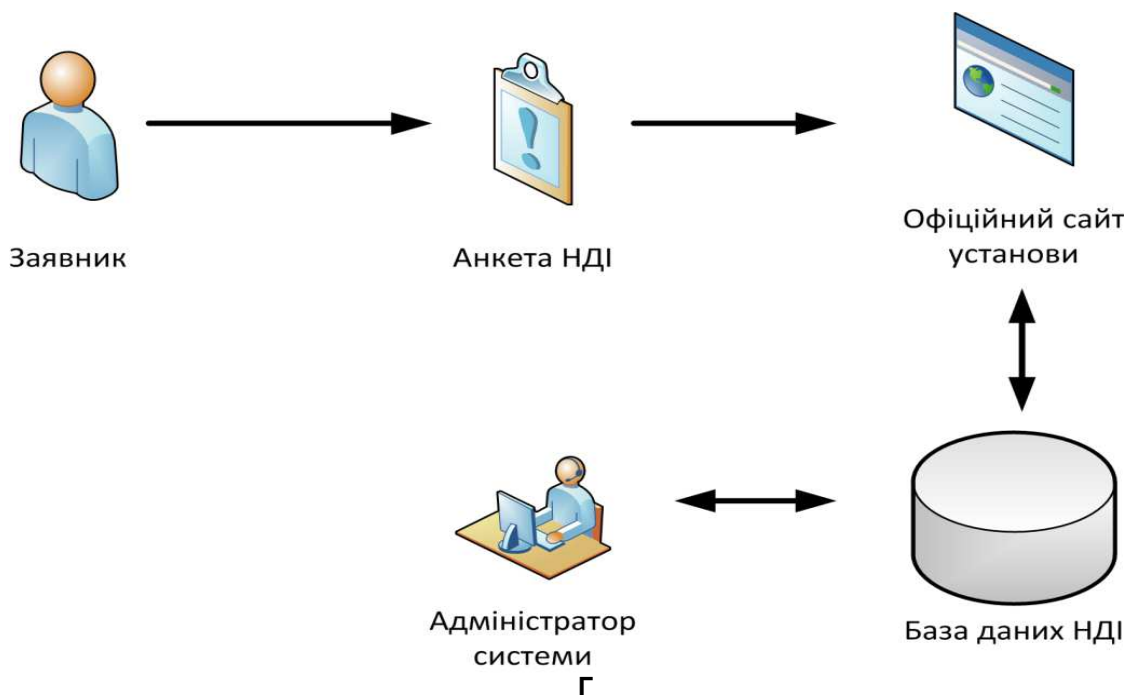 Заявник
Анкета НДІ
Офіційний сайт
установи
Адміністратор
системи
База даних НДІ
Г